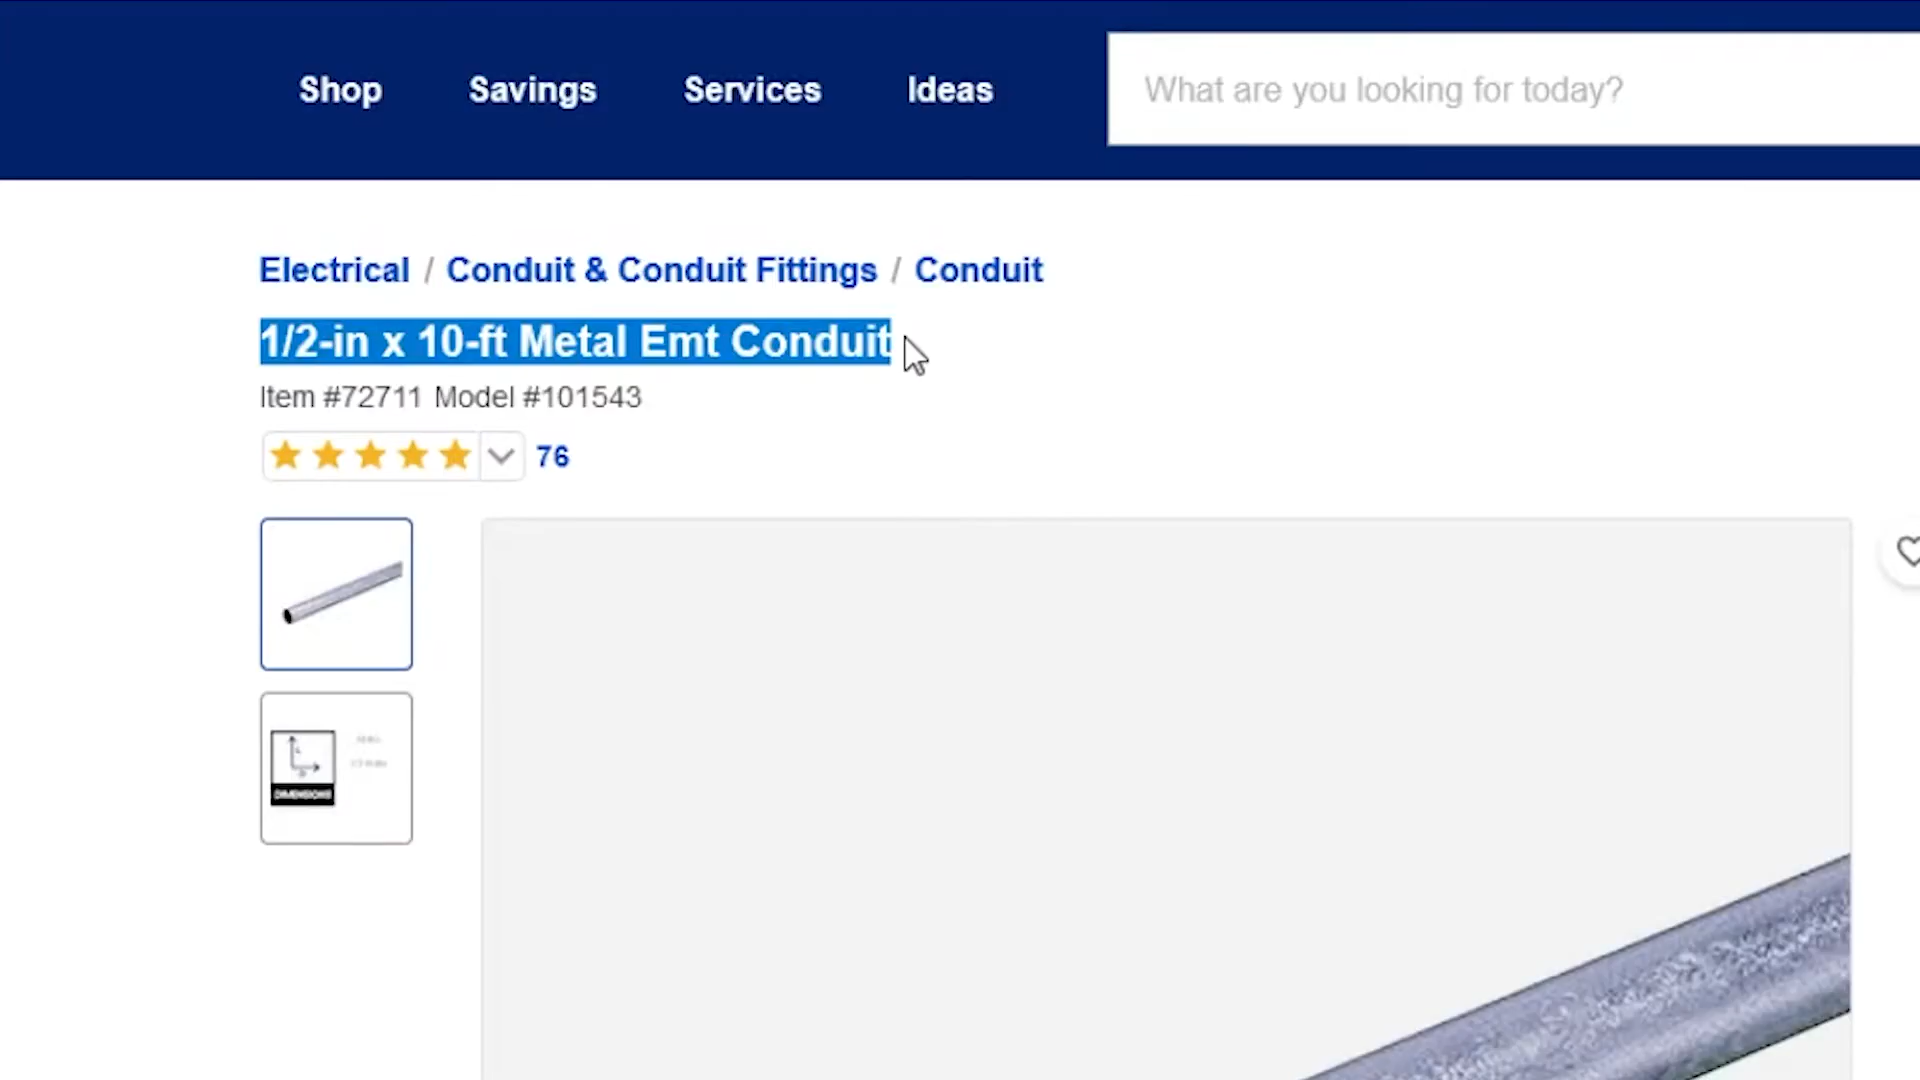 Shop Savings Services Ideas What are you looking for today?
Electrical / Conduit & Conduit Fittings / Conduit
1/2-in x 10-ft Metal Emt Conduit
Item #72711 Model #101543
76
DIMENSIONS